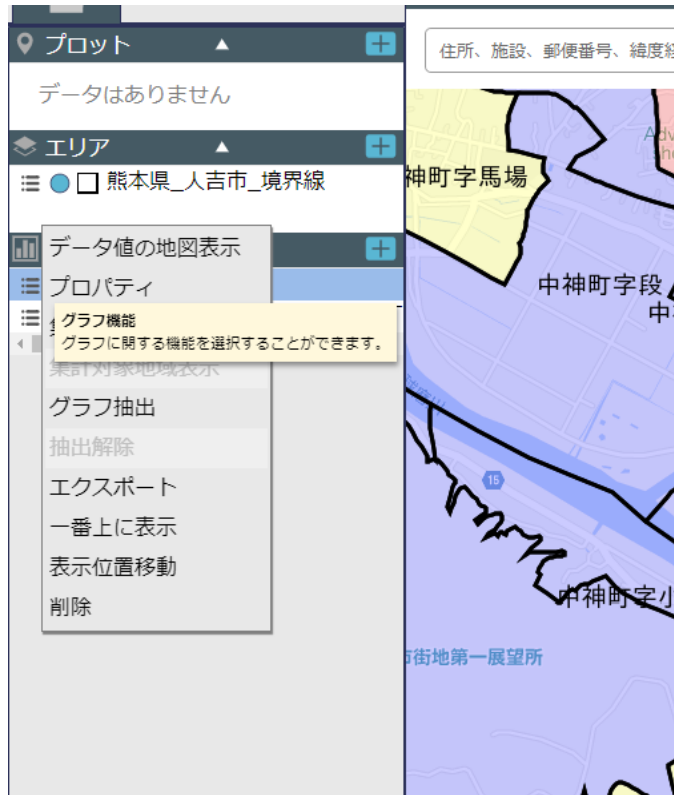 プロット ▲
データはありません
エリア ▲
熊本県_人吉市_境界線
データ値の地図表示
プロパティ
グラフ機能
グラフに関する機能を選択することができます。
集計対象地域表示
グラフ抽出
抽出解除
エクスポート
一番上に表示
表示位置移動
削除
住所、施設、郵便番号、緯度
神町字馬場
中神町字段
中
15
中神町字小
市街地第一展望所